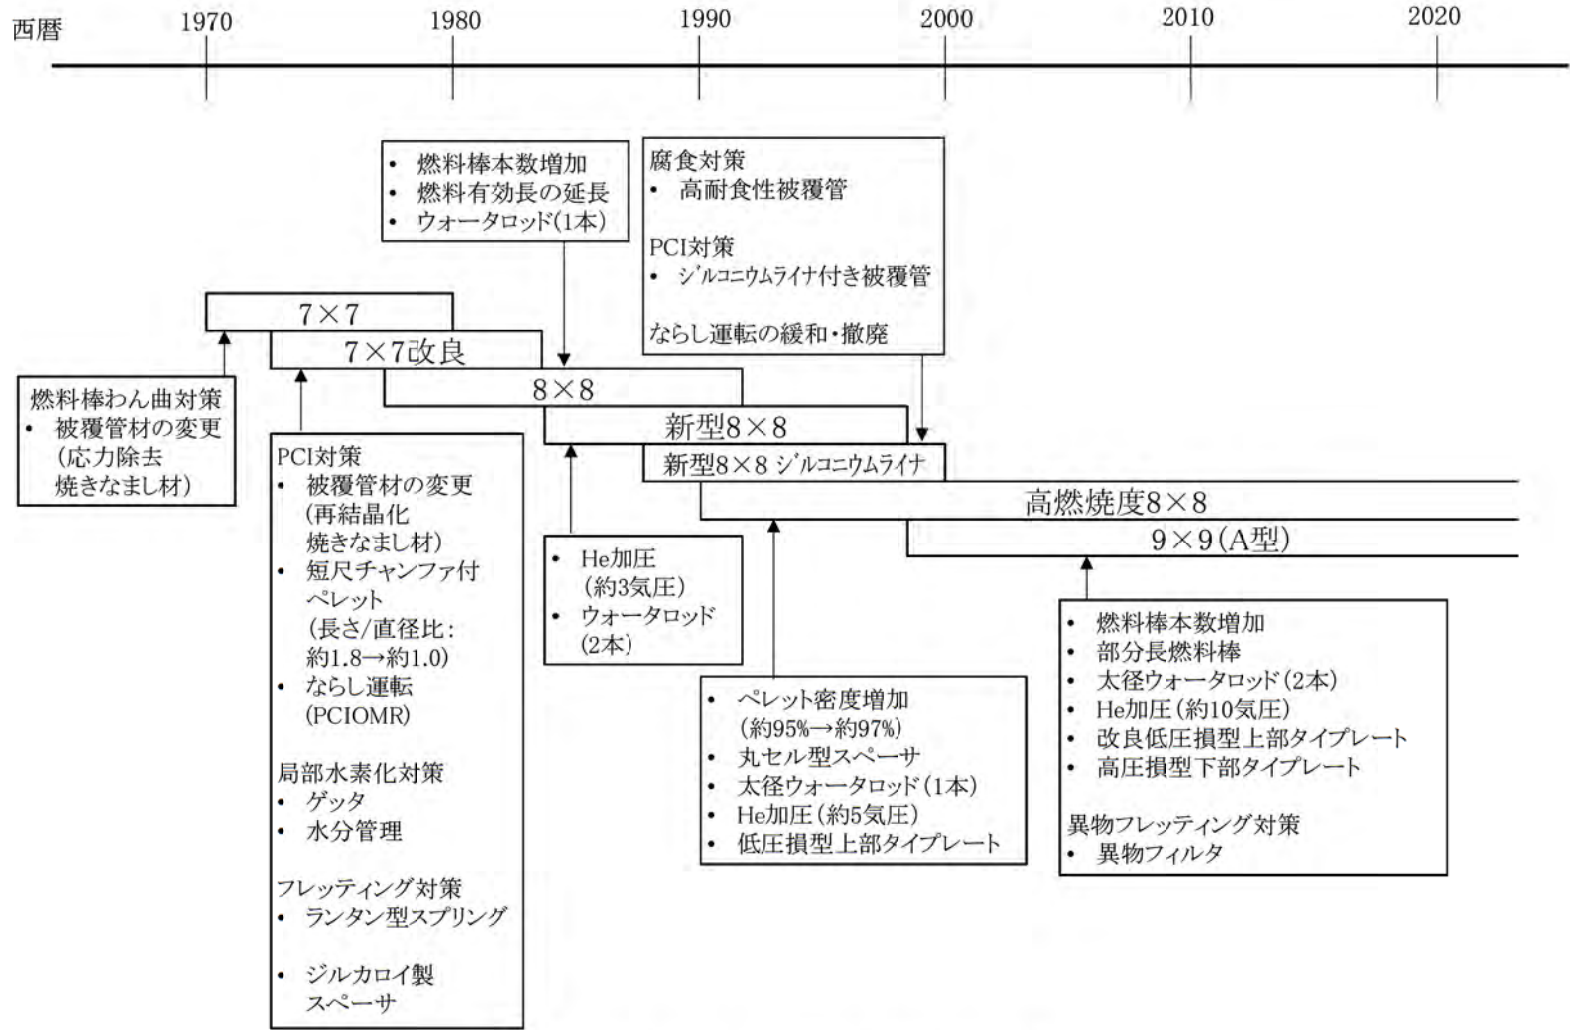 西暦
1970
1980
1990
2000
2010
2020
• 燃料棒本数増加
• 燃料有効長の延長
• ウォータロッド(1本)
腐食対策
• 高耐食性被覆管
PCI対策
• ジルコニウムライナ付き被覆管
ならし運転の緩和・撤廃
7×7
7×7改良
8×8
新型8×8
新型8×8 ジルコニウムライナ
高燃焼度8×8
9×9(A型)
燃料棒わん曲対策
• 被覆管材の変更
(応力除去
焼きなまし材)
PCI対策
• 被覆管材の変更
(再結晶化
焼きなまし材)
• 短尺チャンファ付
ペレット
(長さ/直径比:
約1.8→約1.0)
• ならし運転
(PCIOMR)
局部水素化対策
• ゲッタ
• 水分管理
フレッティング対策
• ランタン型スプリング
• ジルカロイ製
スペーサ
• He加圧
(約3気圧)
• ウォータロッド
(2本)
• ペレット密度増加
(約95%→約97%)
• 丸セル型スペーサ
• 太径ウォータロッド(1本)
• He加圧(約5気圧)
• 低圧損型上部タイプレート
• 燃料棒本数増加
• 部分長燃料棒
• 太径ウォータロッド(2本)
• He加圧(約10気圧)
• 改良低圧損型上部タイプレート
• 高圧損型下部タイプレート
異物フレッティング対策
• 異物フィルタ